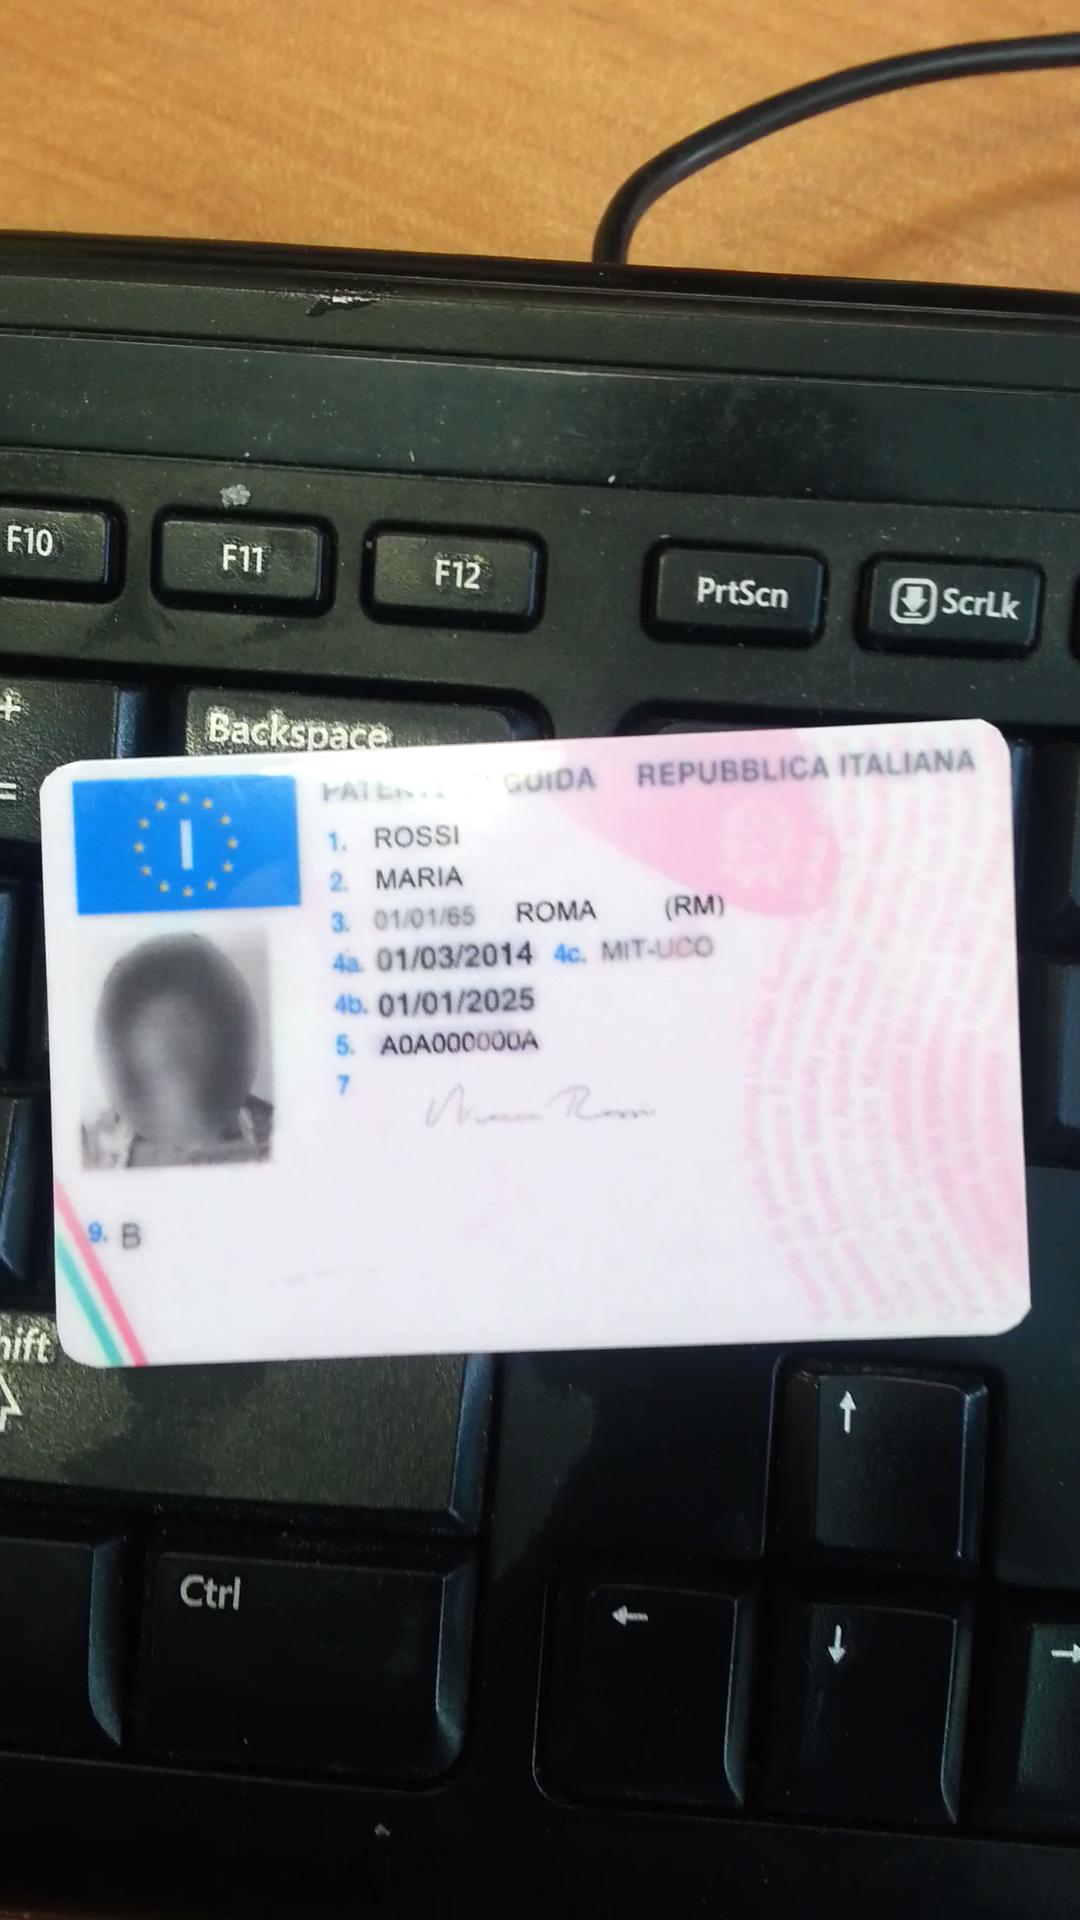 F10 F11 F12 PrtScn ScrLk
+
=
Backspace
GUIDA REPUBBLICA ITALIANA
I
1. ROSSI
2. MARIA
3. 01/01/65 ROMA (RM)
4a. 01/03/2014 4c. MIT-UCO
4b. 01/01/2025
5. A0A000000A
7 Maria Rossi
9. B
hift
Ctrl